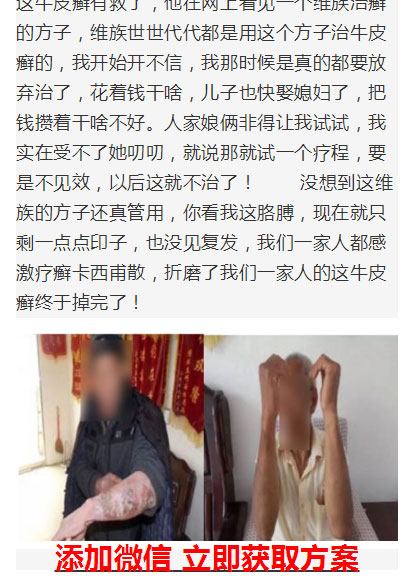 这牛皮癣有救了，他在网上看见一个维族治癣
的方子，维族世世代代都是用这个方子治牛皮
癣的，我开始开不信，我那时候是真的都要放
弃治了，花着钱干啥，儿子也快娶媳妇了，把
钱攒着干啥不好。人家娘俩非得让我试试，我
实在受不了她叨叨，就说那就试一个疗程，要
是不见效，以后这就不治了！ 没想到这维
族的方子还真管用，你看我这胳膊，现在就只
剩一点点印子，也没见复发，我们一家人都感
激疗癣卡西甫散，折磨了我们一家人的这牛皮
癣终于掉完了！
添加微信 立即获取方案